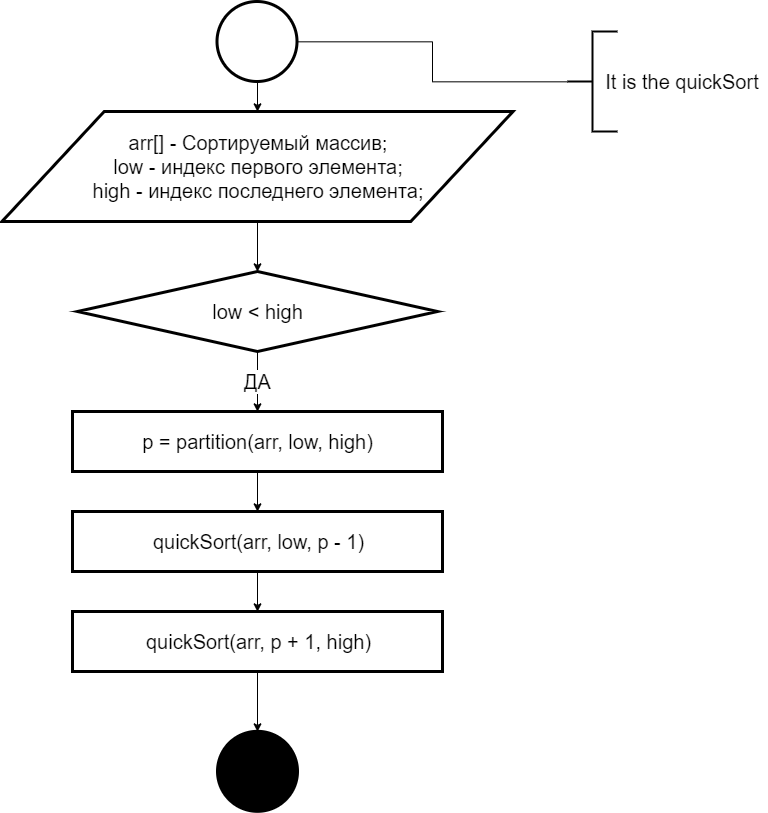 It is the quickSort
arr[] - Сортируемый массив;
low - индекс первого элемента;
high - индекс последнего элемента;
low < high
ДА
p = partition(arr, low, high)
quickSort(arr, low, p - 1)
quickSort(arr, p + 1, high)